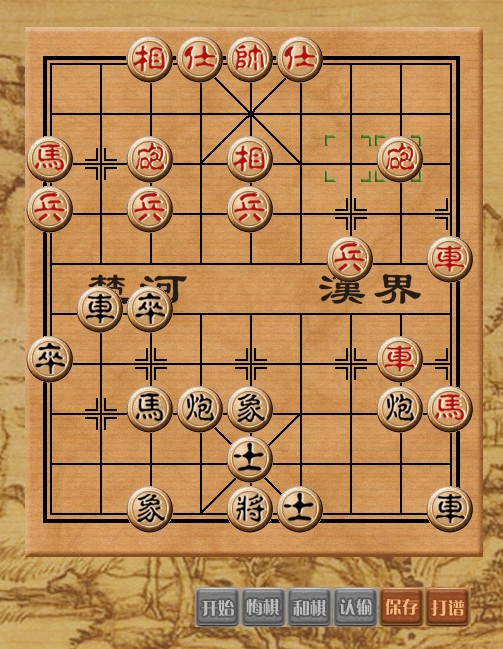 相仕帥仕
馬砲相砲
兵兵兵
兵車
楚河 漢界
車卒
卒車
馬炮象炮馬
士
象將士車
开始 悔棋 和棋 认输 保存 打谱